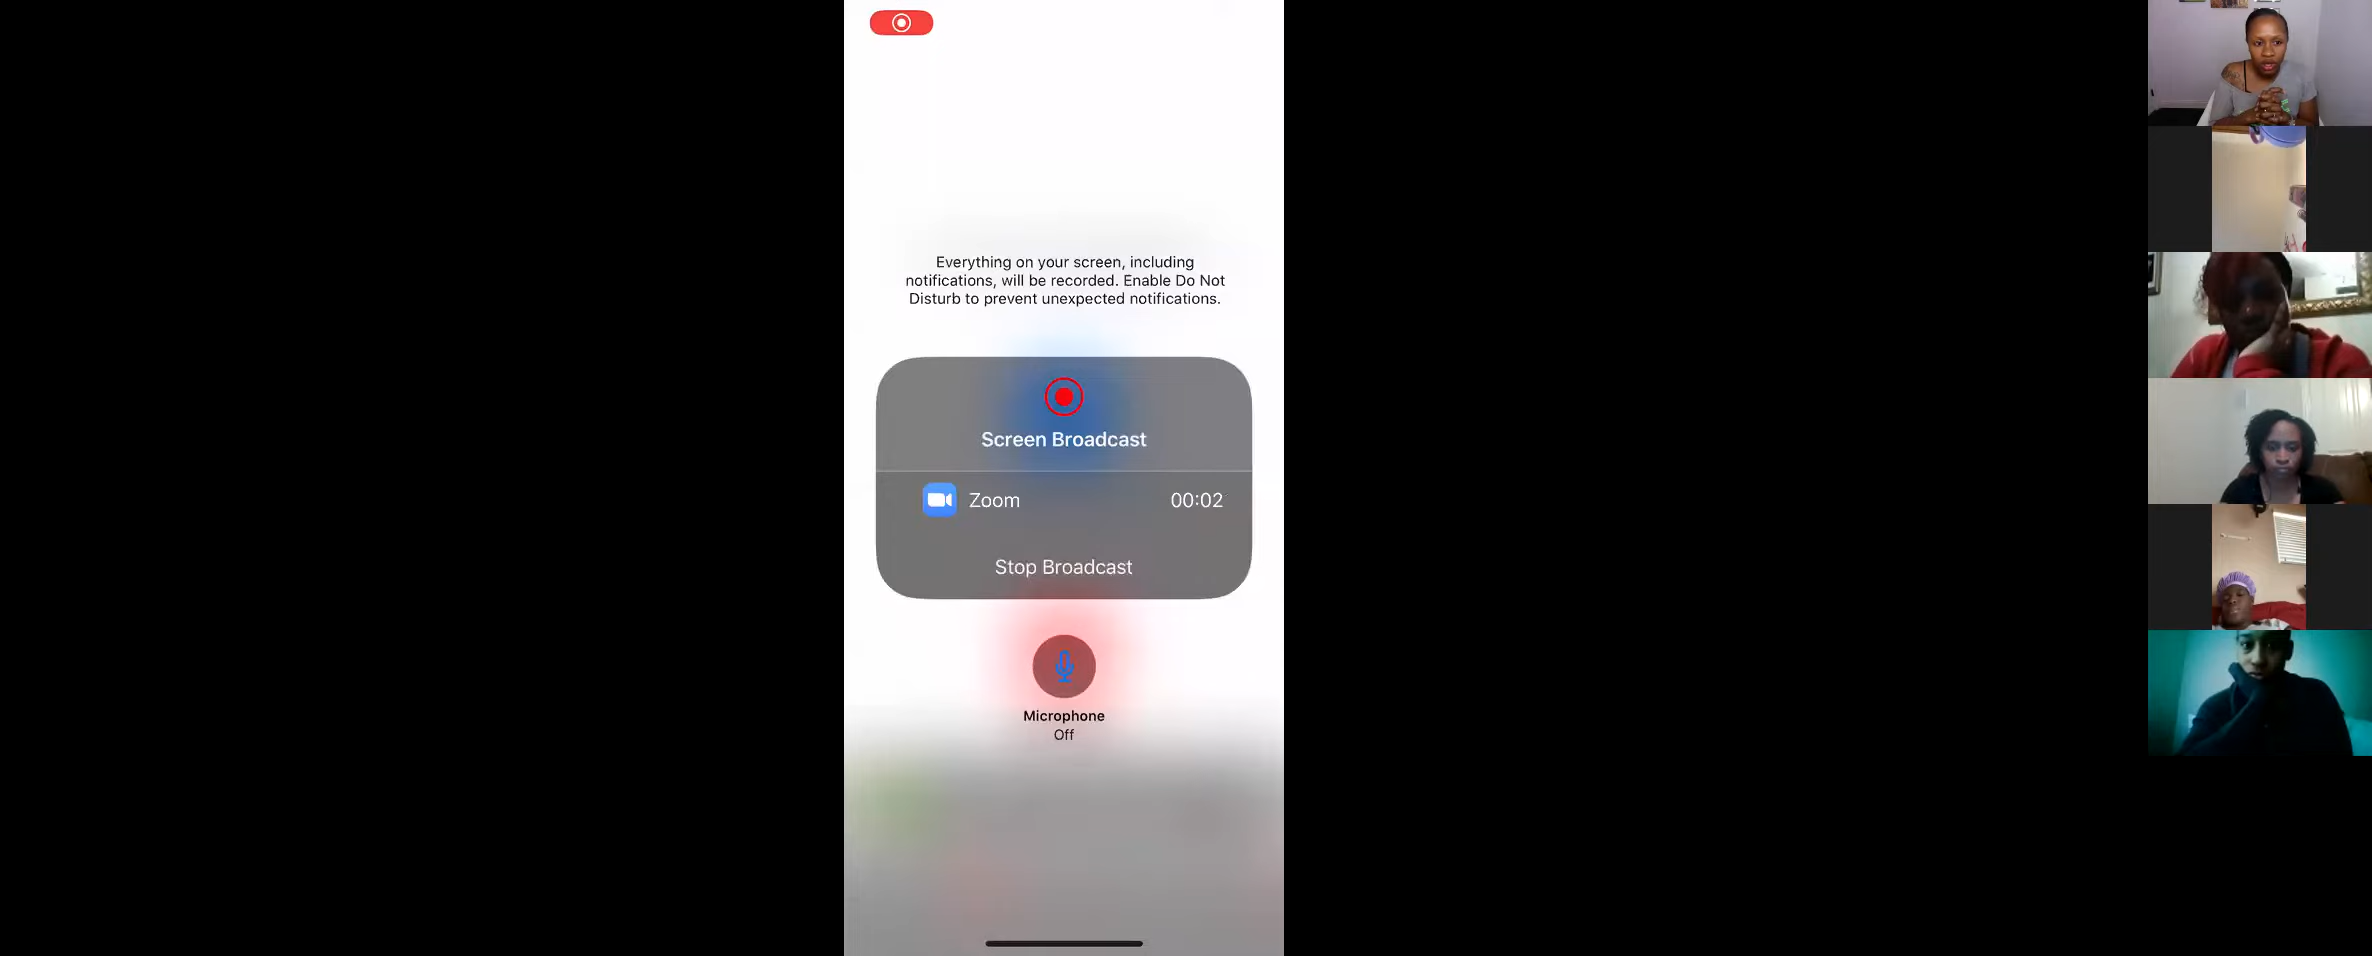 Everything on your screen, including
notifications, will be recorded. Enable Do Not
Disturb to prevent unexpected notifications.
Screen Broadcast
Zoom 00:02
Stop Broadcast
Microphone
Off